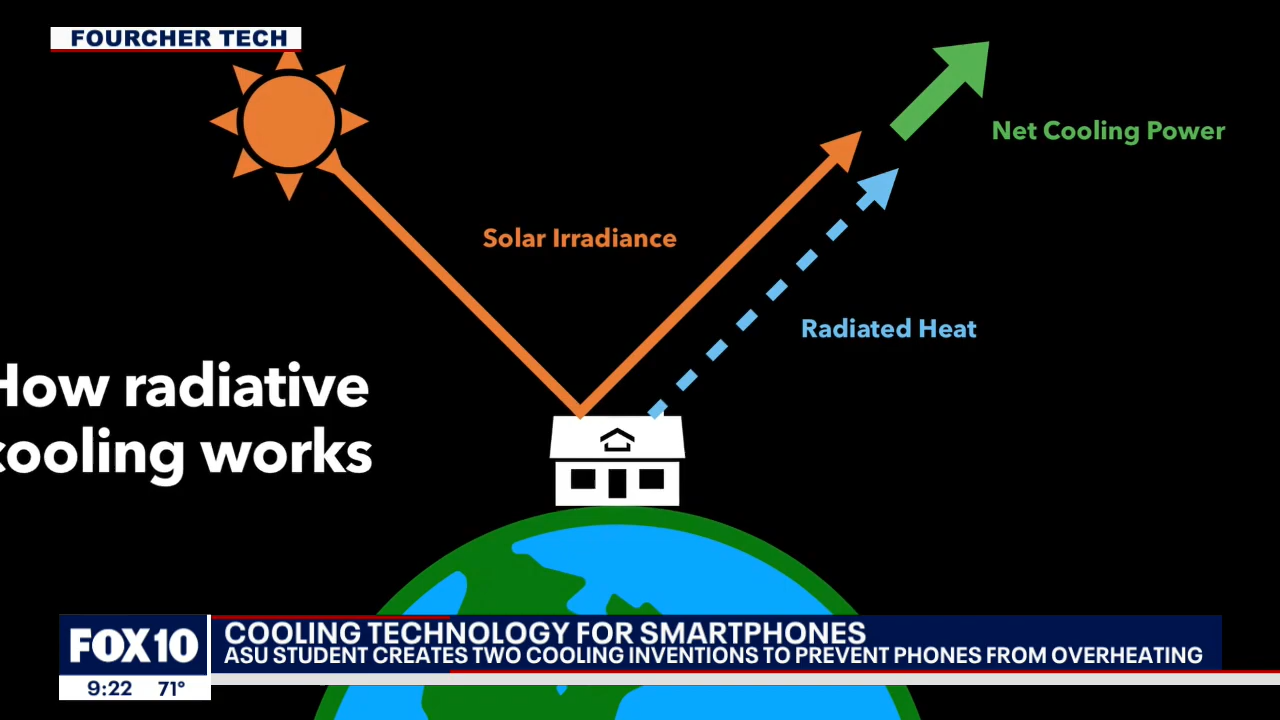 FOURCHER TECH
Net Cooling Power
Solar Irradiance
Radiated Heat
How radiative
cooling works
FOX10
COOLING TECHNOLOGY FOR SMARTPHONES
ASU STUDENT CREATES TWO COOLING INVENTIONS TO PREVENT PHONES FROM OVERHEATING
9:22 71°